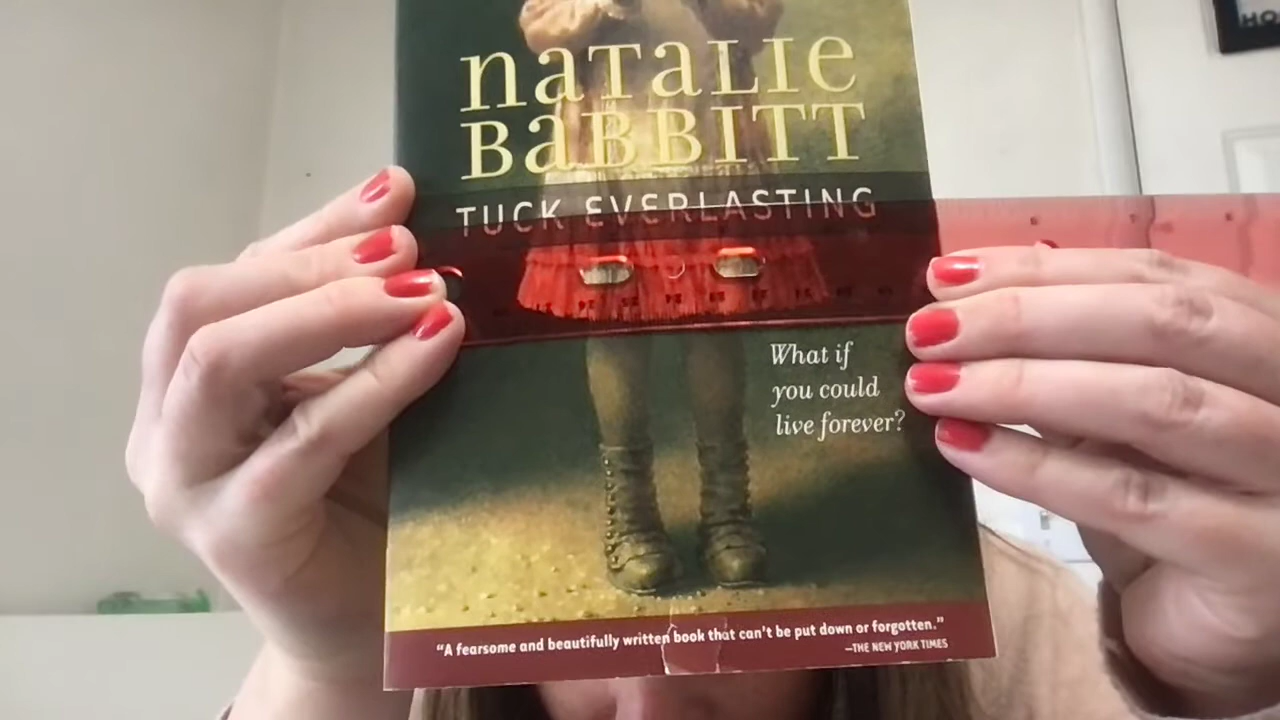 HO
NATALIE
BABBITT
TUCK EVERLASTING
What if
you could
live forever?
“A fearsome and beautifully written book that can’t be put down or forgotten.”
—THE NEW YORK TIMES